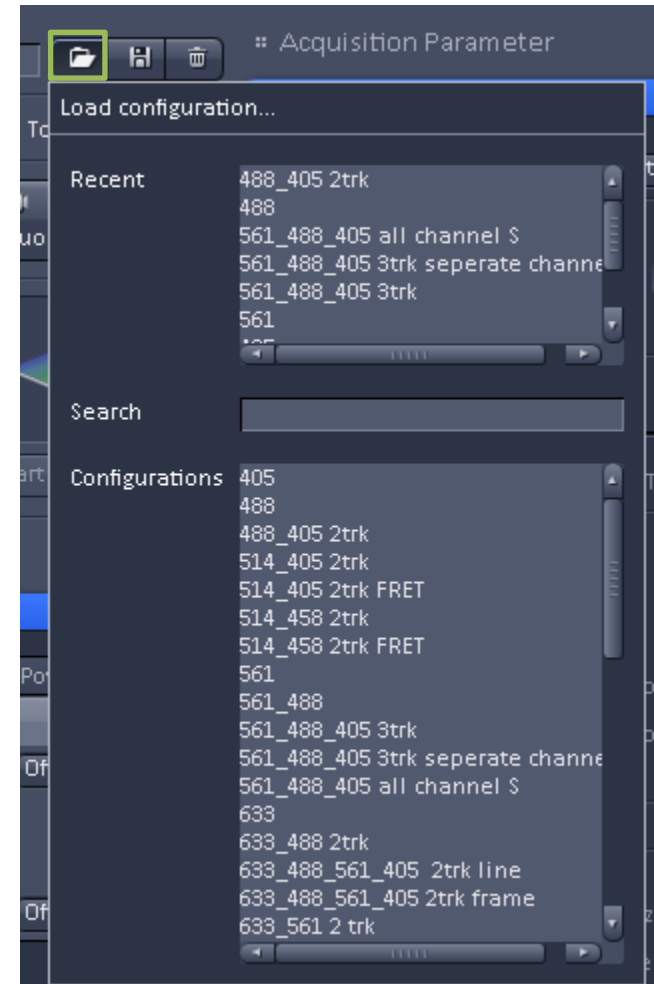 Acquisition Parameter
Load configuration...
Recent
488_405 2trk
488
561_488_405 all channel S
561_488_405 3trk seperate channe
561_488_405 3trk
561
Search
Configurations
405
488
488_405 2trk
514_405 2trk
514_405 2trk FRET
514_458 2trk
514_458 2trk FRET
561
561_488
561_488_405 3trk
561_488_405 3trk seperate channe
561_488_405 all channel S
633
633_488 2trk
633_488_561_405  2trk line
633_488_561_405 2trk frame
633_561 2 trk